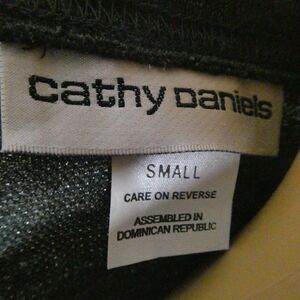 cathy Daniels
SMALL
CARE ON REVERSE
ASSEMBLED IN
DOMINICAN REPUBLIC